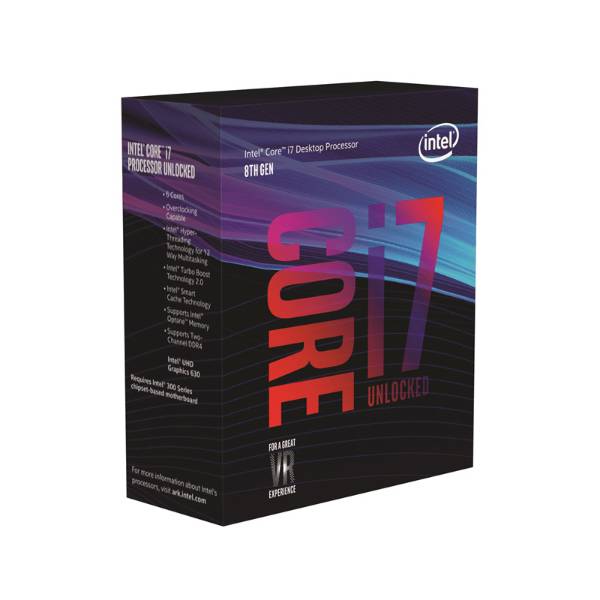 INTEL® CORE™ i7
PROCESSOR UNLOCKED
• 6 Cores
• Overclocking
Capable
• Intel® Hyper-
Threading
Technology for 12
Way Multitasking
• Intel® Turbo Boost
Technology 2.0
• Intel® Smart
Cache Technology
• Supports Intel®
Optane™ Memory
• Supports Two-
Channel DDR4
Intel® UHD
Graphics 630
Requires Intel® 300 Series
chipset-based motherboard
For more information about Intel's
processors, visit ark.intel.com
Intel® Core™ i7 Desktop Processor
8TH GEN
intel
CORE
i7
UNLOCKED
FOR A GREAT
VR
EXPERIENCE